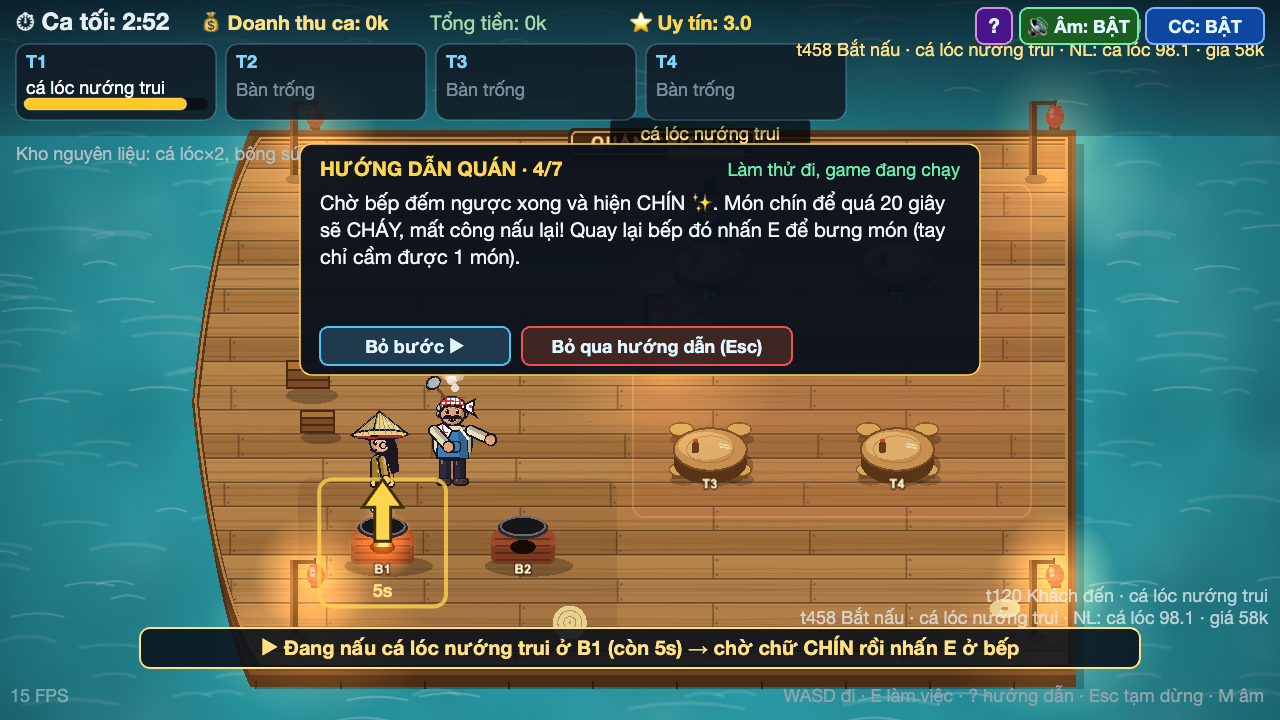 ⏱ Ca tối: 2:52
💰 Doanh thu ca: 0k
Tổng tiền: 0k
⭐ Uy tín: 3.0
?
🔊 Âm: BẬT
CC: BẬT
t458 Bắt nấu · cá lóc nướng trui · NL: cá lóc 98.1 · giá 58k
T1
cá lóc nướng trui
T2
Bàn trống
T3
Bàn trống
T4
Bàn trống
cá lóc nướng trui
Kho nguyên liệu: cá lóc×2, bông sú
HƯỚNG DẪN QUÁN · 4/7
Làm thử đi, game đang chạy
Chờ bếp đếm ngược xong và hiện CHÍN ✨. Món chín để quá 20 giây
sẽ CHÁY, mất công nấu lại! Quay lại bếp đó nhấn E để bưng món (tay
chỉ cầm được 1 món).
Bỏ bước ▶
Bỏ qua hướng dẫn (Esc)
T1
T2
T3
T4
B1
5s
B2
t120 Khách đến · cá lóc nướng trui
t458 Bắt nấu · cá lóc nướng trui · NL: cá lóc 98.1 · giá 58k
▶ Đang nấu cá lóc nướng trui ở B1 (còn 5s) → chờ chữ CHÍN rồi nhấn E ở bếp
15 FPS
WASD đi · E làm việc · ? hướng dẫn · Esc tạm dừng · M âm